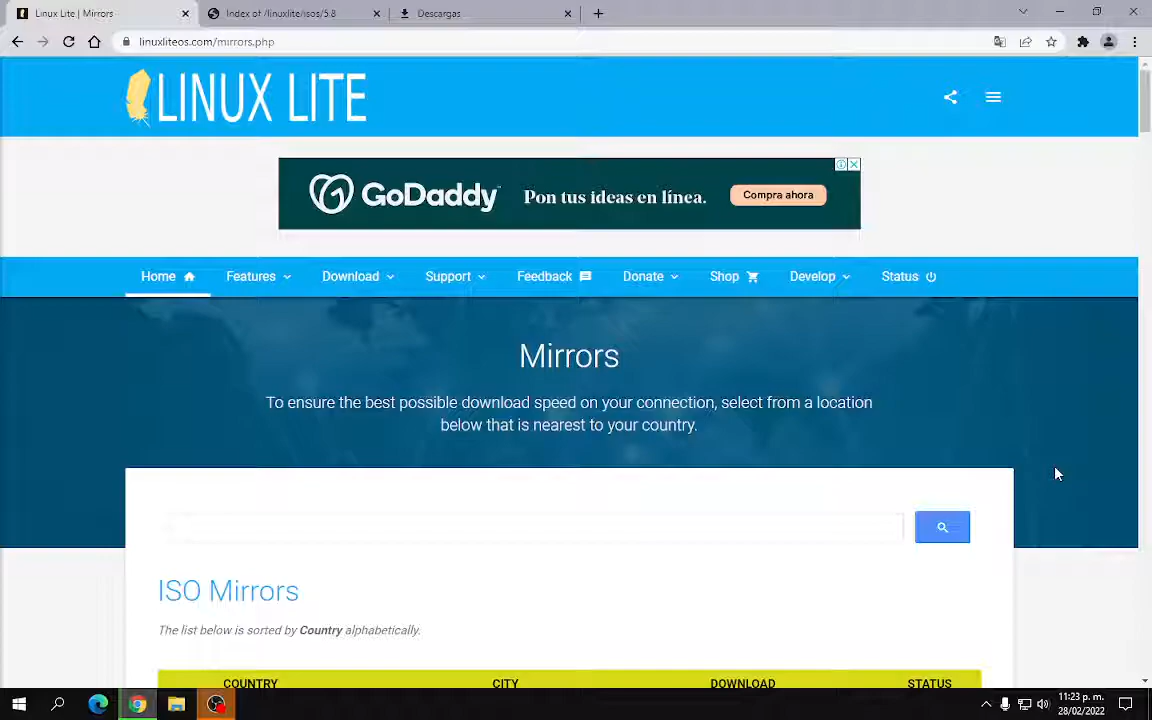 Linux Lite | Mirrors
Index of /linuxlite/isos/5.8
Descargas
linuxliteos.com/mirrors.php
LINUX LITE
GoDaddy
Pon tus ideas en línea.
Compra ahora
Home
Features
Download
Support
Feedback
Donate
Shop
Develop
Status
Mirrors
To ensure the best possible download speed on your connection, select from a location
below that is nearest to your country.
ISO Mirrors
The list below is sorted by Country alphabetically.
COUNTRY
CITY
DOWNLOAD
STATUS
11:23 p. m.
28/02/2022